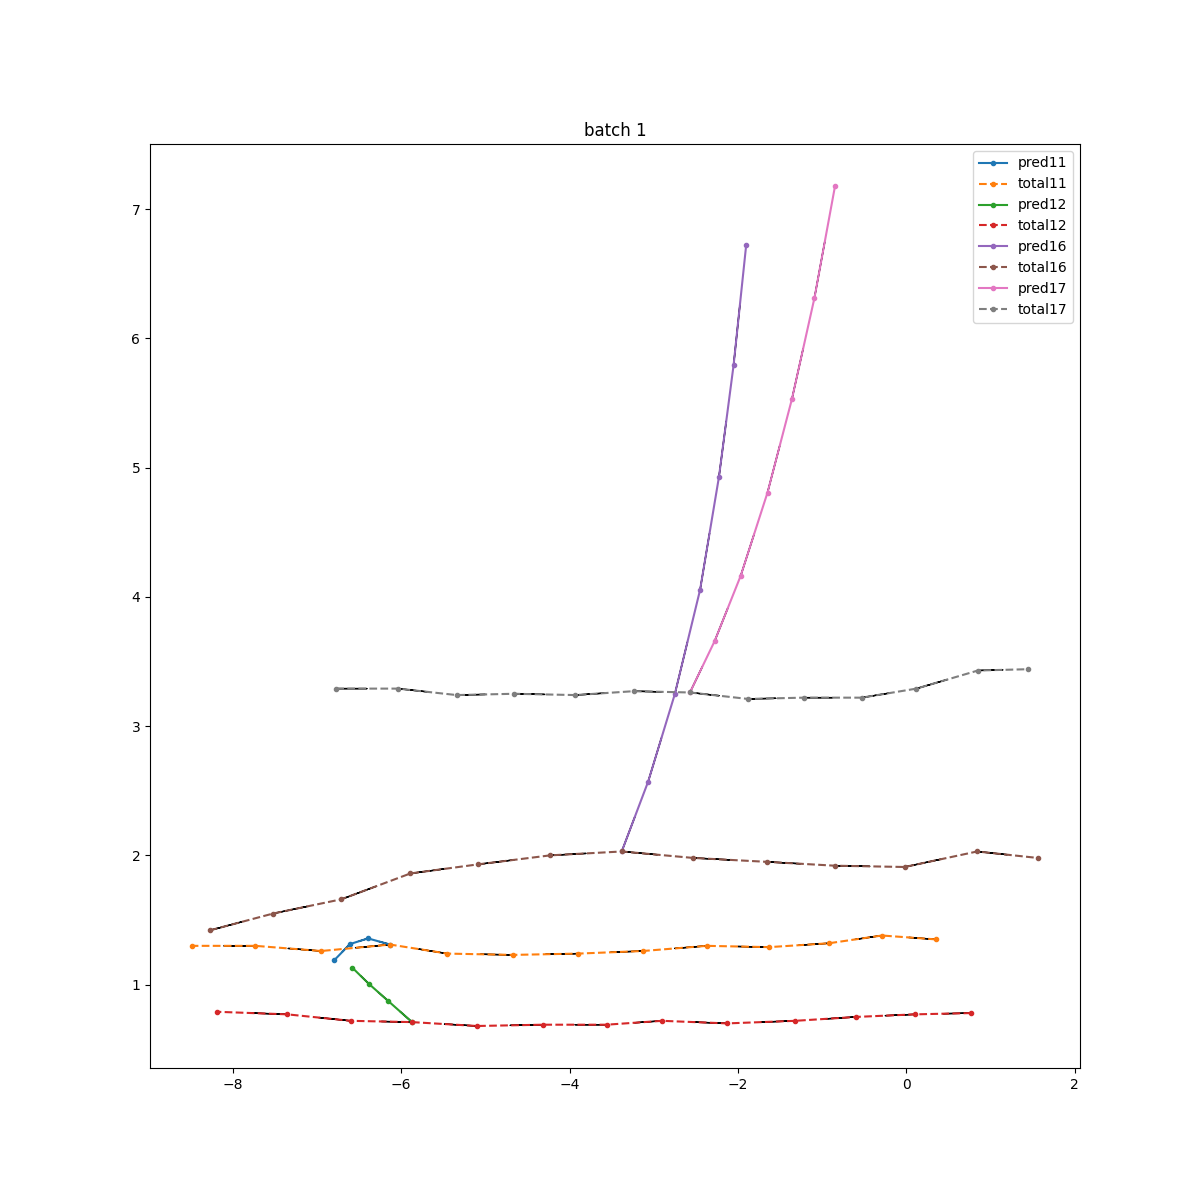 batch 1
pred11
total11
pred12
total12
pred16
total16
pred17
total17
7
6
5
4
3
2
1
−8 −6 −4 −2 0 2